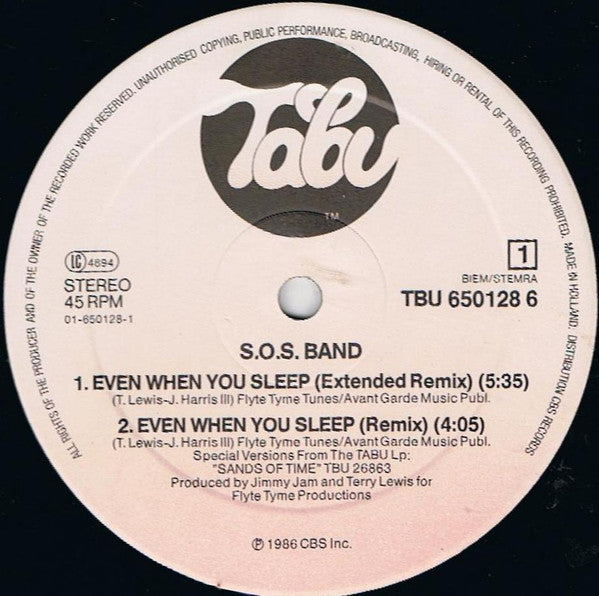 ALL RIGHTS OF THE PRODUCER AND OF THE OWNER OF THE RECORDED WORK RESERVED. UNAUTHORISED COPYING, PUBLIC PERFORMANCE, BROADCASTING, HIRING OR RENTAL OF THIS RECORDING PROHIBITED. MADE IN HOLLAND. DISTRIBUTION CBS RECORDS
Tabu
TM
LC 4894
STEREO
45 RPM
01-650128-1
1
BIEM/STEMRA
TBU 650128 6
S.O.S. BAND
1. EVEN WHEN YOU SLEEP (Extended Remix) (5:35)
(T. Lewis-J. Harris III) Flyte Tyme Tunes/Avant Garde Music Publ.
2. EVEN WHEN YOU SLEEP (Remix) (4:05)
(T. Lewis-J. Harris III) Flyte Tyme Tunes/Avant Garde Music Publ.
Special Versions From The TABU Lp:
"SANDS OF TIME" TBU 26863
Produced by Jimmy Jam and Terry Lewis for
Flyte Tyme Productions
℗ 1986 CBS Inc.